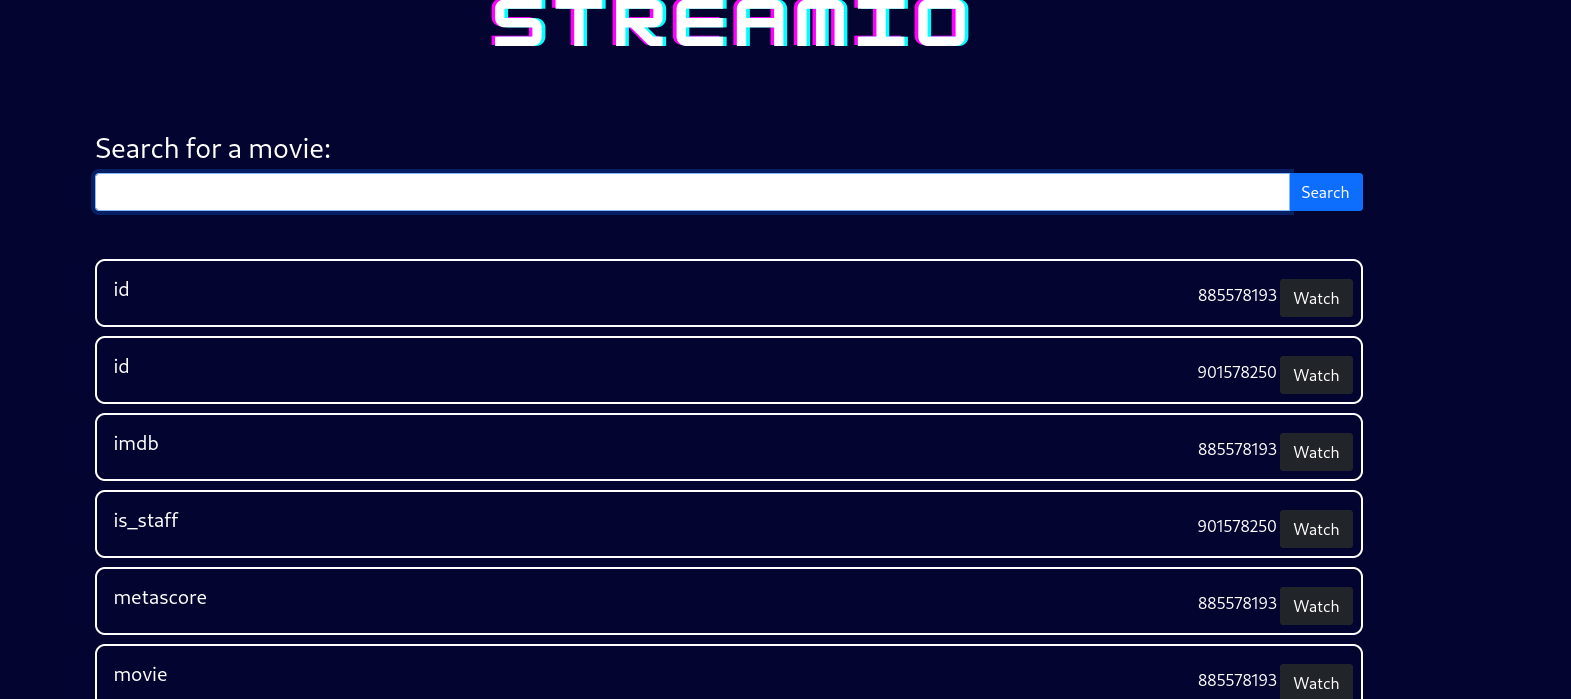 STREAMIO
Search for a movie:
Search
id 885578193 Watch
id 901578250 Watch
imdb 885578193 Watch
is_staff 901578250 Watch
metascore 885578193 Watch
movie 885578193 Watch